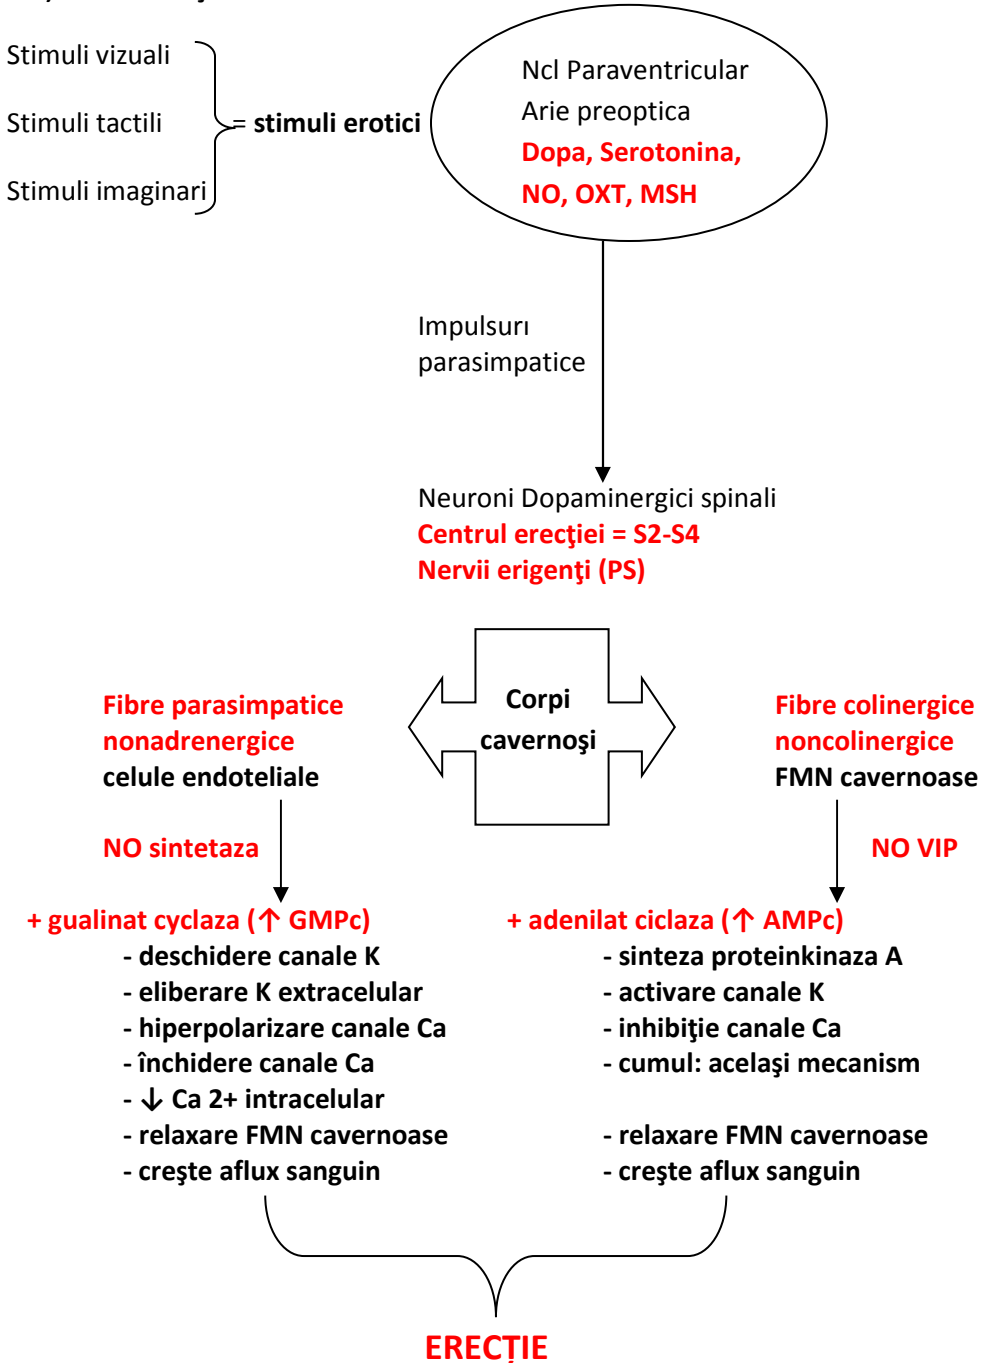 Stimuli vizuali
Stimuli tactili
Stimuli imaginari
= stimuli erotici
Ncl Paraventricular
Arie preoptica
Dopa, Serotonina,
NO, OXT, MSH
Impulsurı
parasimpatice
Neuroni Dopaminergici spinali
Centrul erecţiei = S2-S4
Nervii erigenţi (PS)
Corpi
cavernoşi
Fibre parasimpatice
nonadrenergice
celule endoteliale
NO sintetaza
+ gualinat cyclaza (↑ GMPc)
- deschidere canale K
- eliberare K extracelular
- hiperpolarizare canale Ca
- închidere canale Ca
- ↓ Ca 2+ intracelular
- relaxare FMN cavernoase
- creşte aflux sanguin
Fibre colinergice
noncolinergice
FMN cavernoase
NO VIP
+ adenilat ciclaza (↑ AMPc)
- sinteza proteinkinaza A
- activare canale K
- inhibiţie canale Ca
- cumul: acelaşi mecanism
- relaxare FMN cavernoase
- creşte aflux sanguin
ERECȚIE